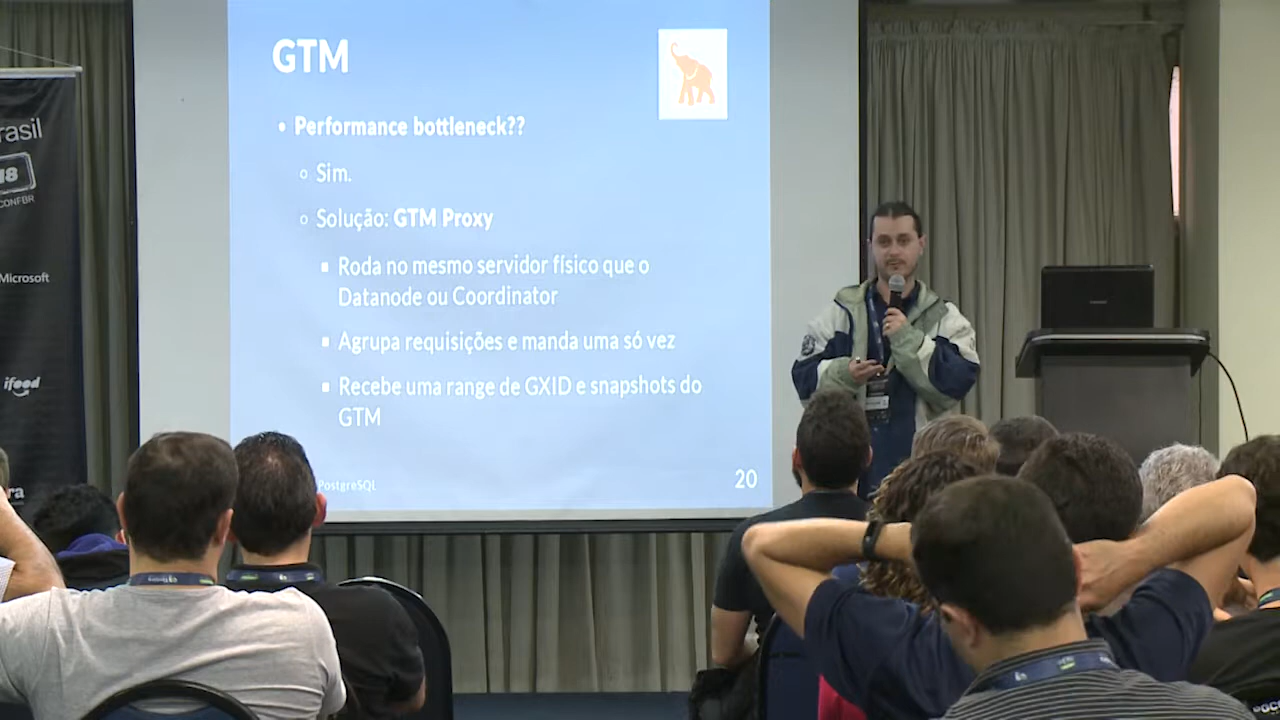 GTM
• Performance bottleneck??
○ Sim.
○ Solução: GTM Proxy
▪ Roda no mesmo servidor físico que o
Datanode ou Coordinator
▪ Agrupa requisições e manda uma só vez
▪ Recebe uma range de GXID e snapshots do
GTM
PostgreSQL
20
rasil
18
CONFBR
Microsoft
ifood
ra